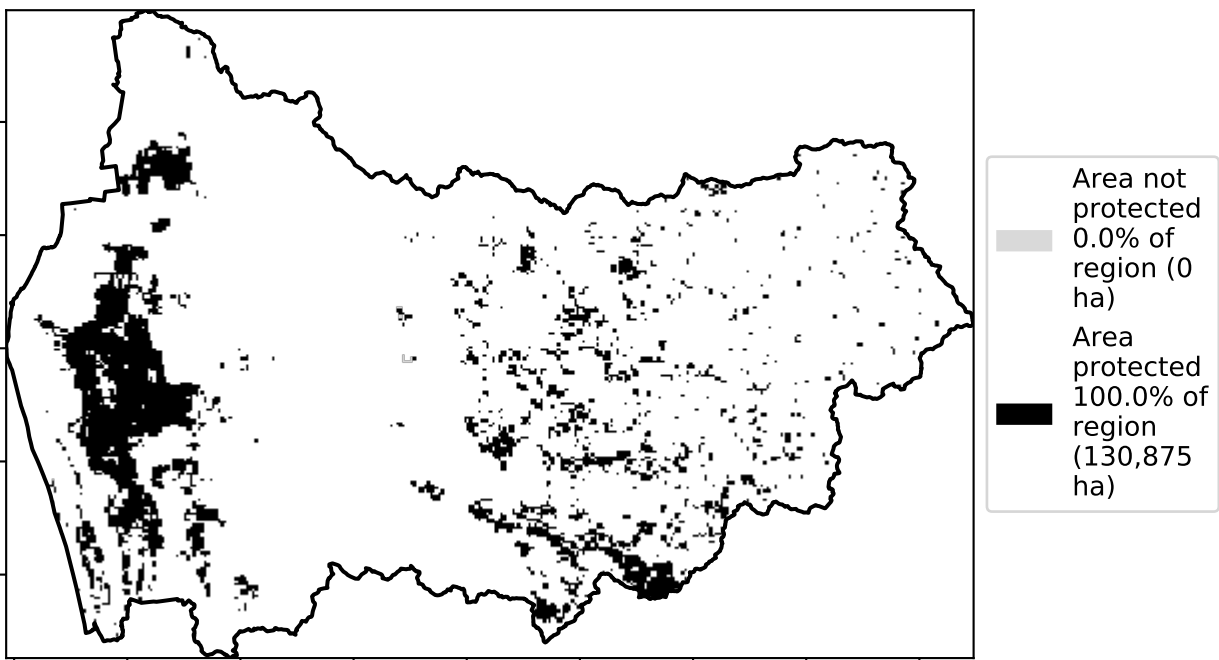 Area not
protected
0.0% of
region (0
ha)
Area
protected
100.0% of
region
(130,875
ha)